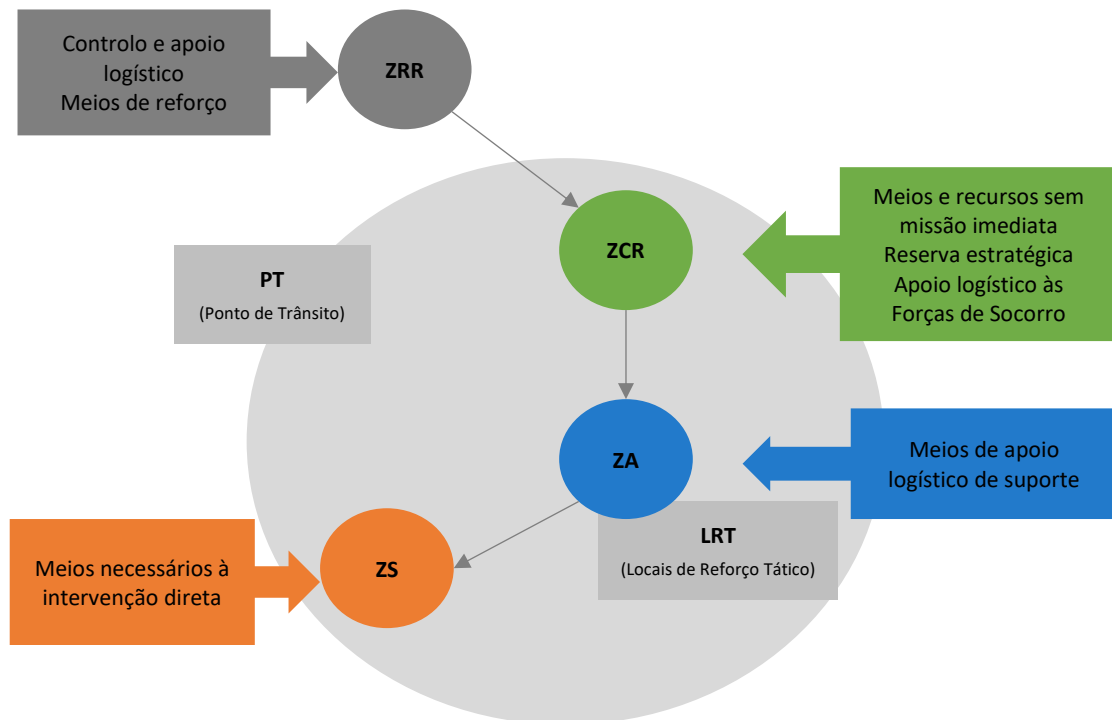 Controlo e apoio
logístico
Meios de reforço
ZRR
Meios e recursos sem
missão imediata
Reserva estratégica
Apoio logístico às
Forças de Socorro
ZCR
PT
(Ponto de Trânsito)
ZA
Meios de apoio
logístico de suporte
LRT
(Locais de Reforço Tático)
ZS
Meios necessários à
intervenção direta